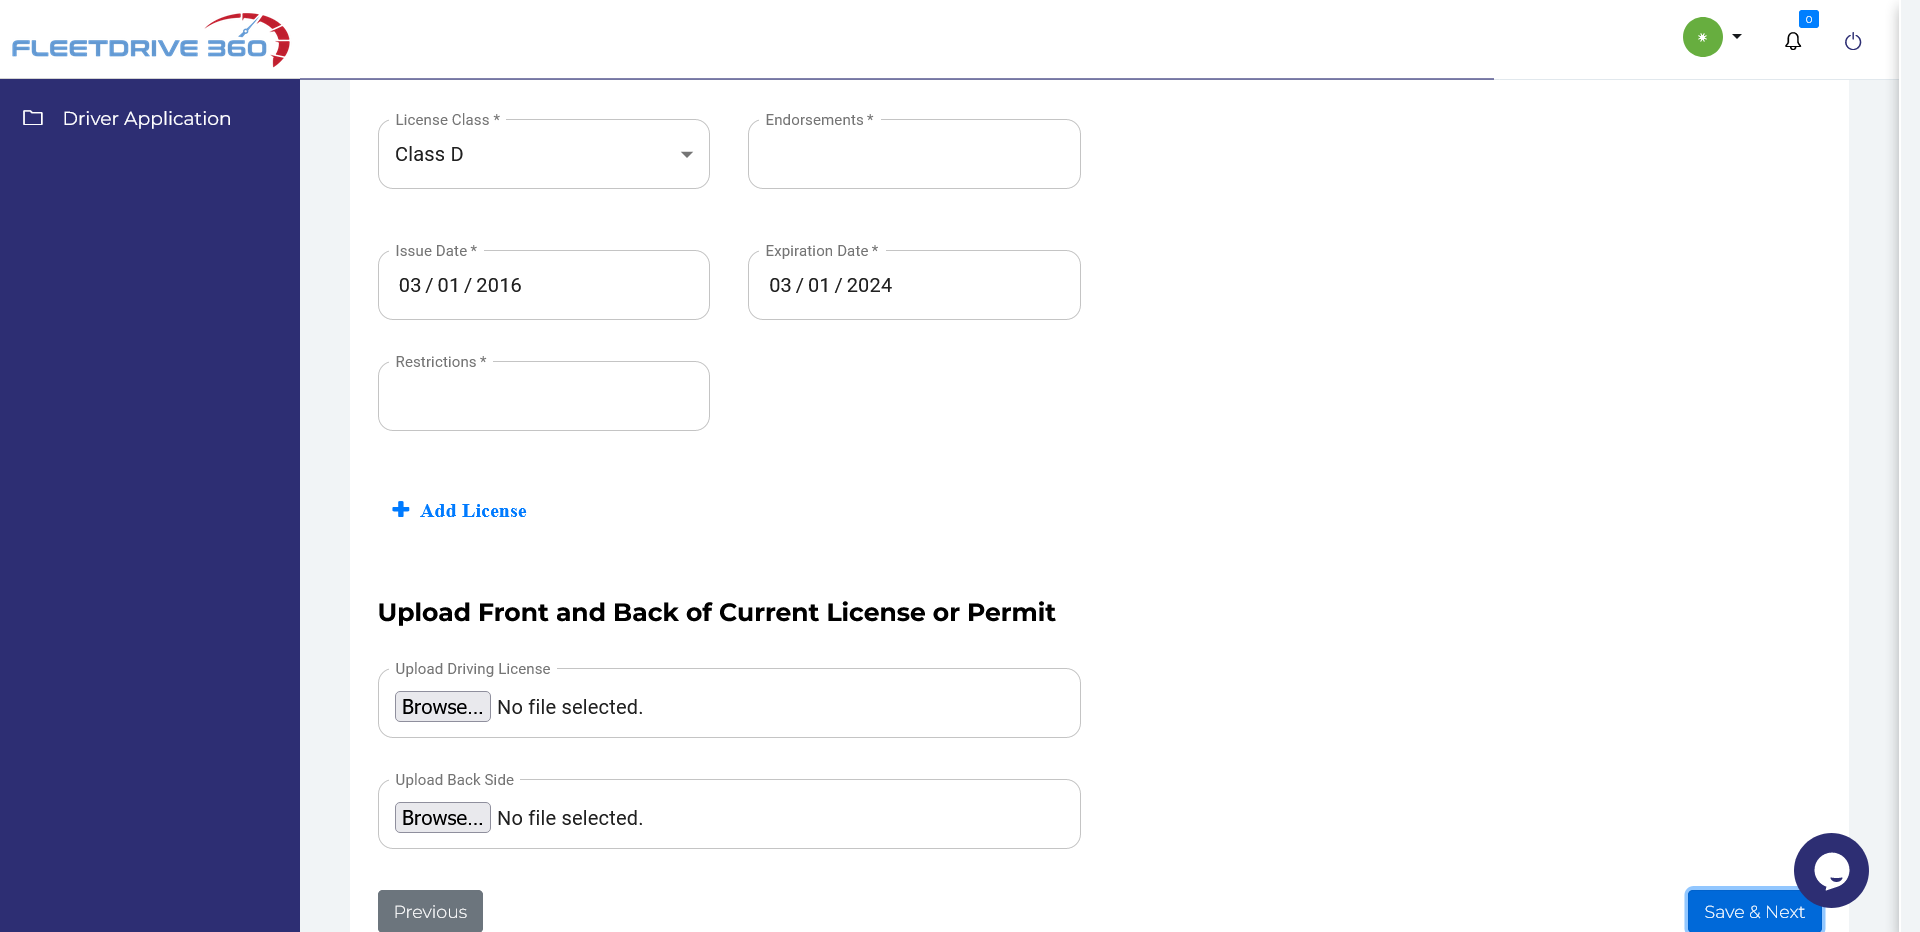 FLEETDRIVE 360
*
0
Driver Application
License Class *
Endorsements *
Class D
Issue Date *
Expiration Date *
03 / 01 / 2016
03 / 01 / 2024
Restrictions *
Add License
Upload Front and Back of Current License or Permit
Upload Driving License
Browse... No file selected.
Upload Back Side
Browse... No file selected.
Previous
Save & Next